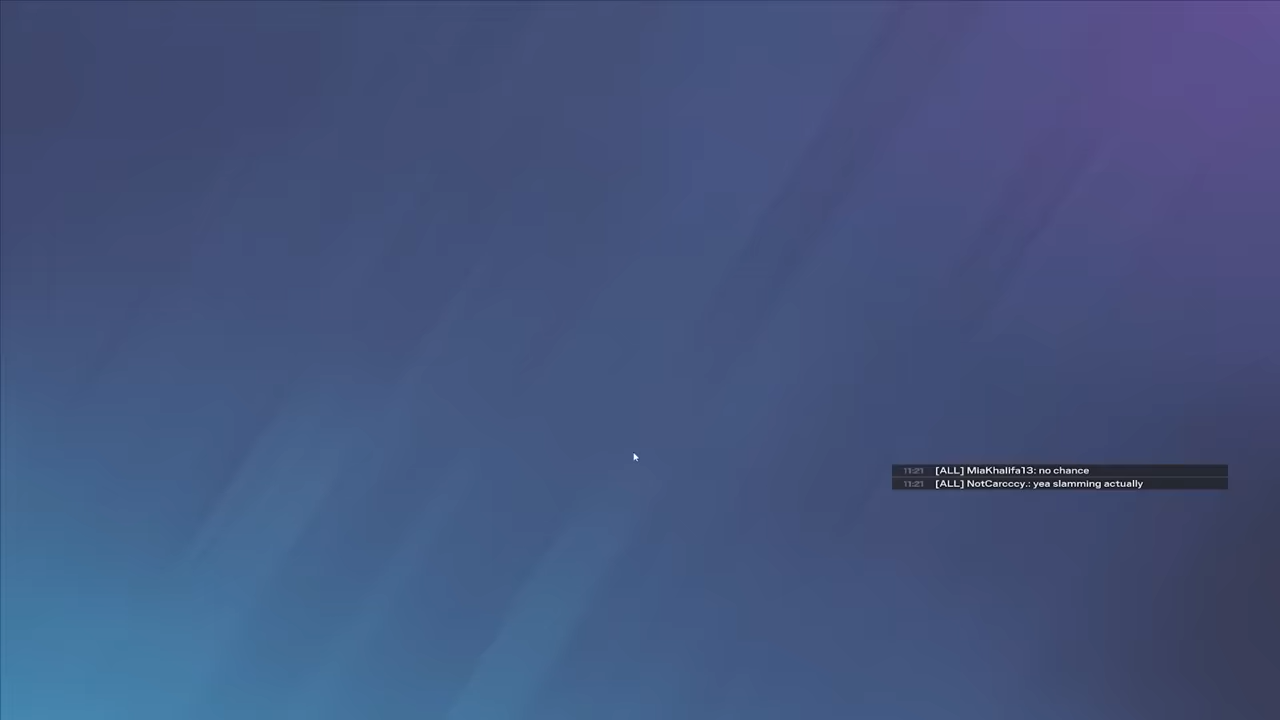 11:21 [ALL] MiaKhalifa13: no chance
11:21 [ALL] NotCarcccy.: yea slamming actually